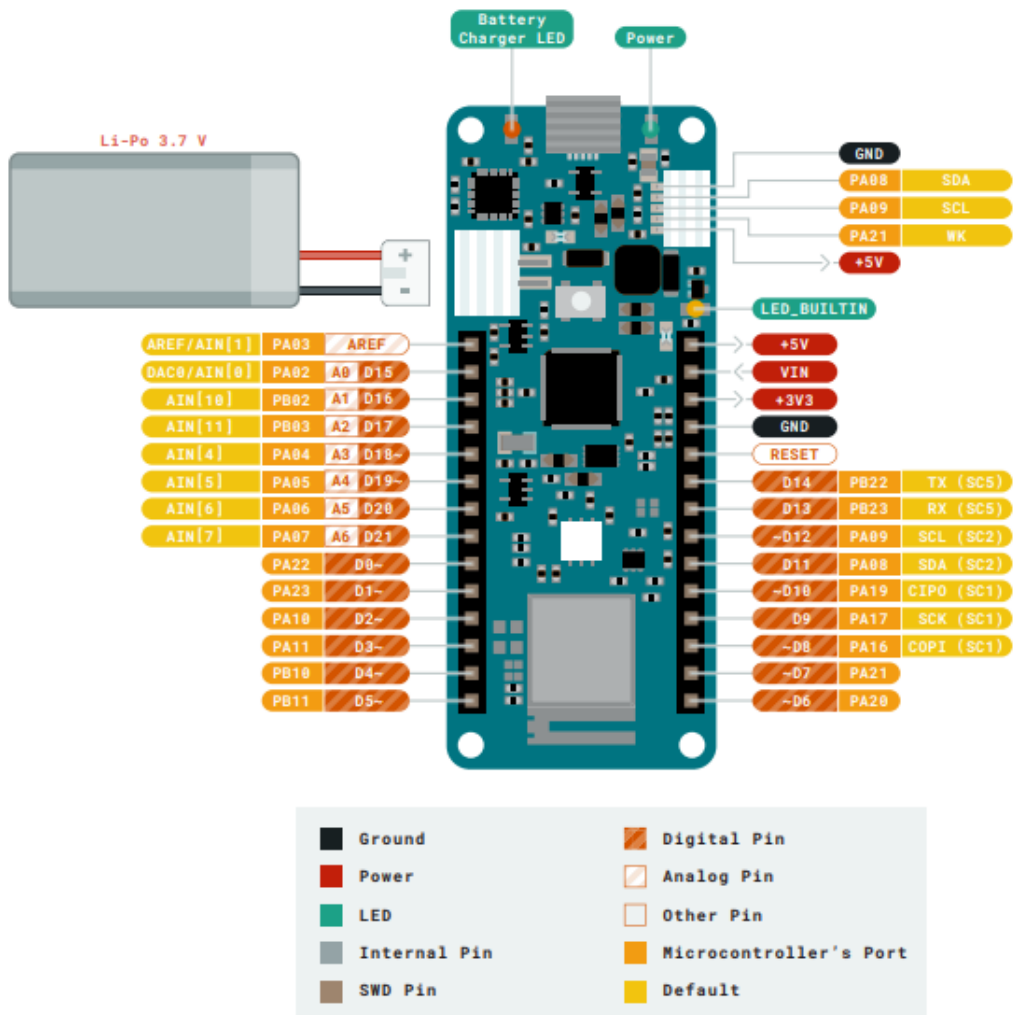 Battery
Charger LED
Power
Li-Po 3.7 V
+
-
GND
PA08 SDA
PA09 SCL
PA21 WK
+5V
LED_BUILTIN
AREF/AIN[1] PA03 AREF
DAC0/AIN[0] PA02 A0 D15
AIN[10] PB02 A1 D16
AIN[11] PB03 A2 D17
AIN[4] PA04 A3 D18~
AIN[5] PA05 A4 D19~
AIN[6] PA06 A5 D20
AIN[7] PA07 A6 D21
PA22 D0~
PA23 D1~
PA10 D2~
PA11 D3~
PB10 D4~
PB11 D5~
+5V
VIN
+3V3
GND
RESET
D14 PB22 TX (SC5)
D13 PB23 RX (SC5)
~D12 PA09 SCL (SC2)
D11 PA08 SDA (SC2)
~D10 PA19 CIPO (SC1)
D9 PA17 SCK (SC1)
~D8 PA16 COPI (SC1)
~D7 PA21
~D6 PA20
Ground
Power
LED
Internal Pin
SWD Pin
Digital Pin
Analog Pin
Other Pin
Microcontroller's Port
Default